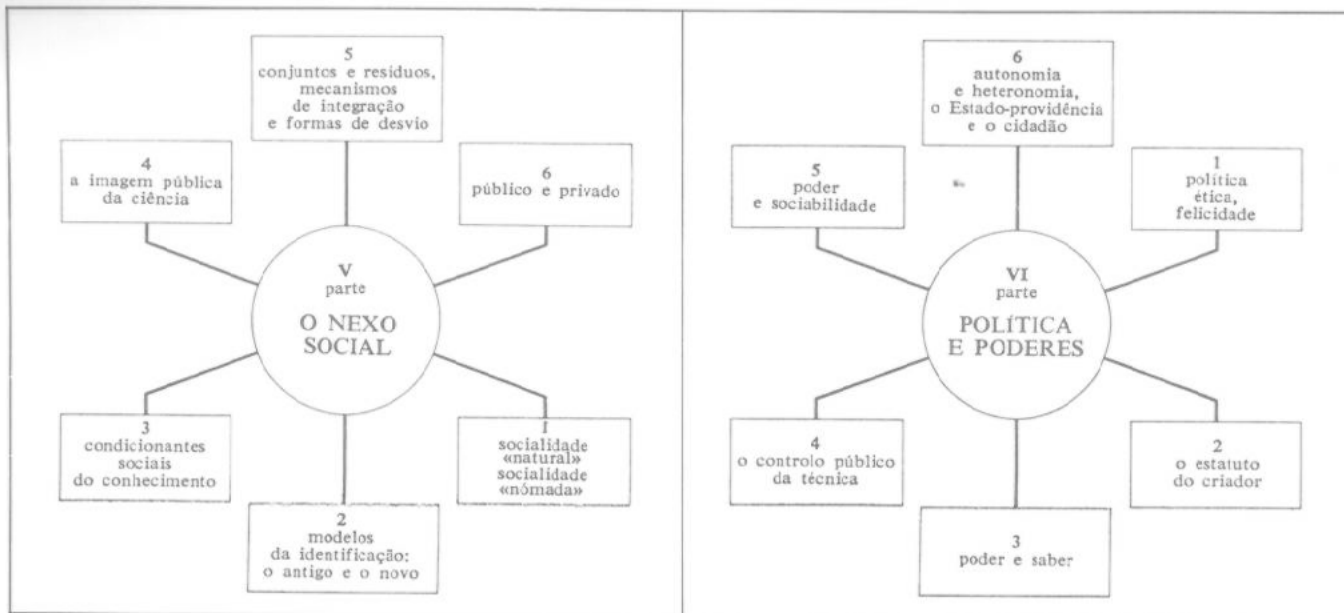 5
conjuntos e resíduos,
mecanismos
de integração
e formas de desvio
4
a imagem pública
da ciência
6
público e privado
V
parte
O NEXO
SOCIAL
3
condicionantes
sociais
do conhecimento
1
socialidade
«natural»
socialidade
«nómada»
2
modelos
da identificação:
o antigo e o novo
6
autonomia
e heteronomia,
o Estado-providência
e o cidadão
5
poder
e sociabilidade
1
política
ética,
felicidade
VI
parte
POLÍTICA
E PODERES
4
o controlo público
da técnica
2
o estatuto
do criador
3
poder e saber